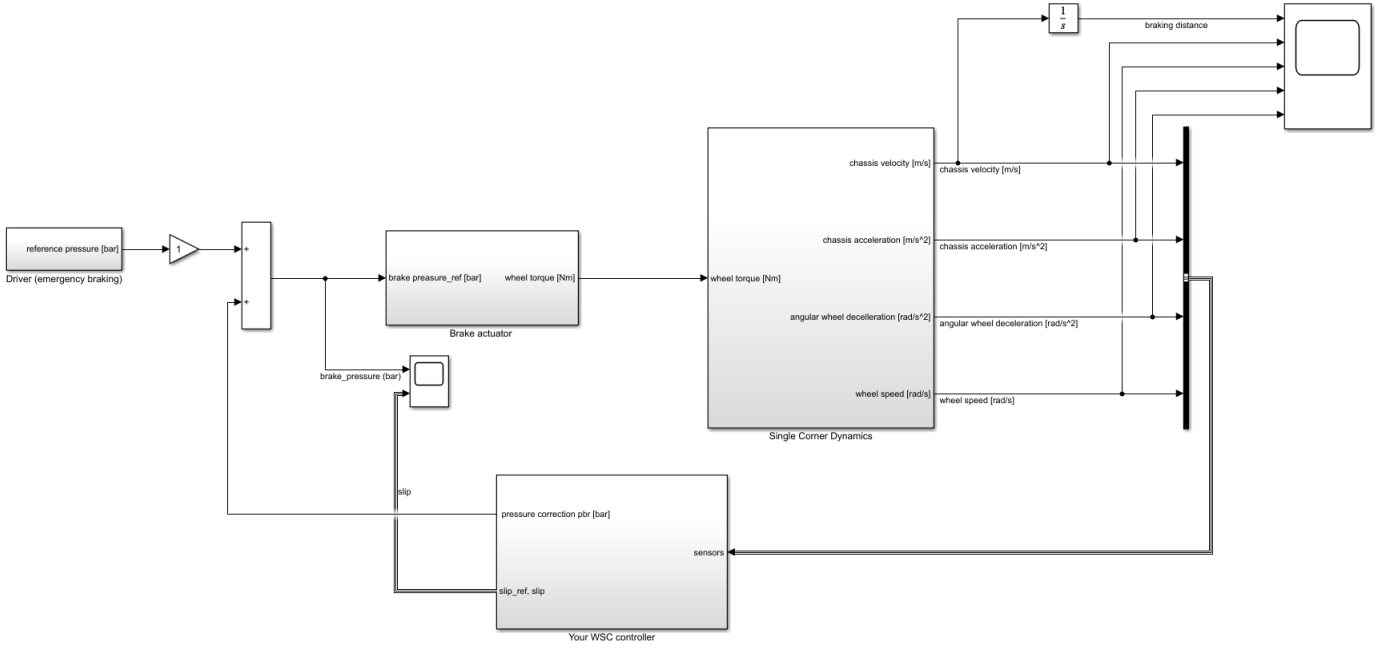 1
s
braking distance
chassis velocity [m/s]
chassis velocity [m/s]
reference pressure [bar]
1
+
Driver (emergency braking)
chassis acceleration [m/s^2]
chassis acceleration [m/s^2]
brake preasure_ref [bar]
wheel torque [Nm]
wheel torque [Nm]
+
angular wheel decelleration [rad/s^2]
angular wheel deceleration [rad/s^2]
Brake actuator
brake_pressure (bar)
wheel speed [rad/s]
wheel speed [rad/s]
Single Corner Dynamics
slip
pressure correction pbr [bar]
sensors
slip_ref, slip
Your WSC controller